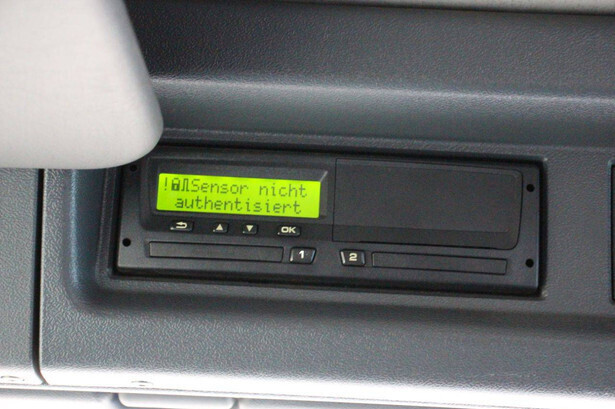 !🔒⎍Sensor nicht
authentisiert
OK
1
2